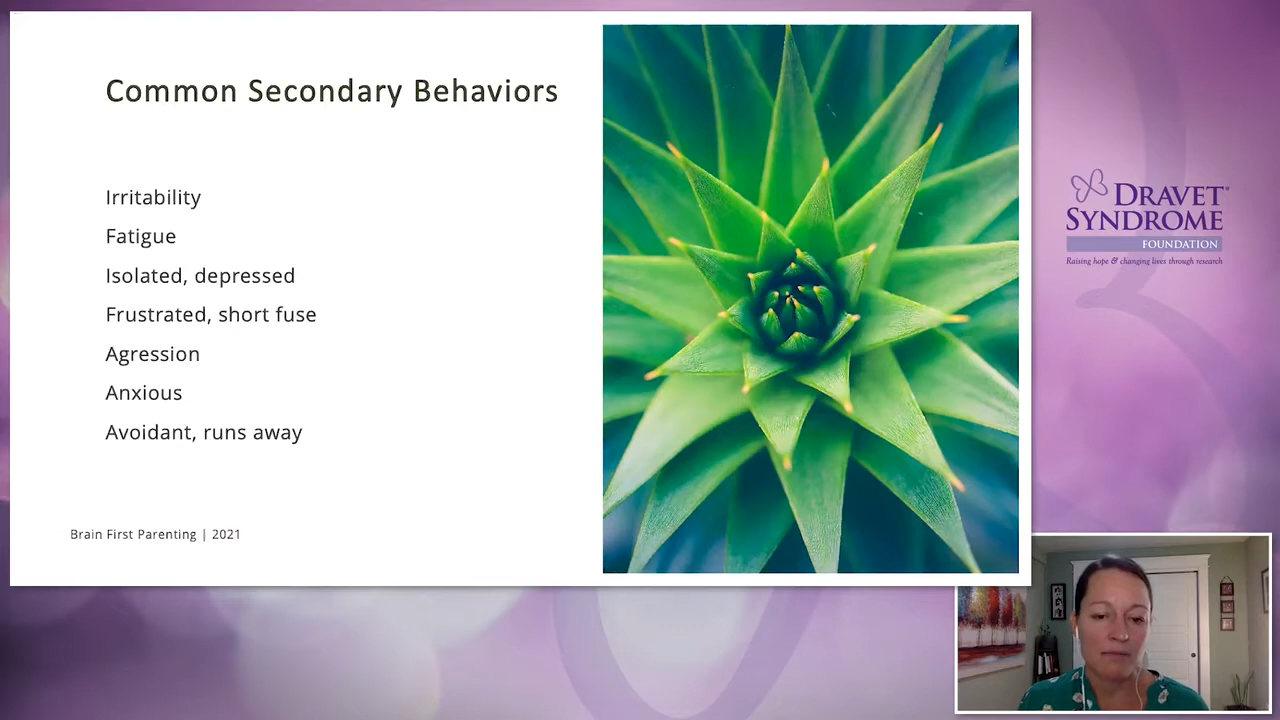 Common Secondary Behaviors
Irritability
Fatigue
Isolated, depressed
Frustrated, short fuse
Agression
Anxious
Avoidant, runs away
Brain First Parenting | 2021
DRAVET®
SYNDROME
FOUNDATION
Raising hope & changing lives through research